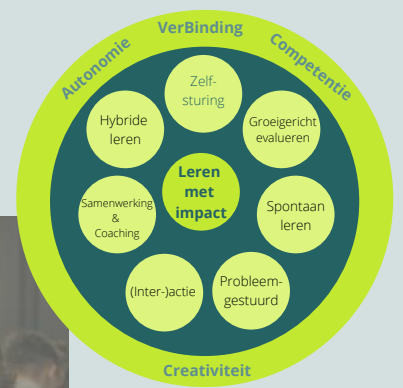 VerBinding
Autonomie
Competentie
Zelf-
sturing
Hybride
leren
Groeigericht
evalueren
Leren
met
impact
Samenwerking
&
Coaching
Spontaan
leren
(Inter-)actie
Probleem-
gestuurd
Creativiteit